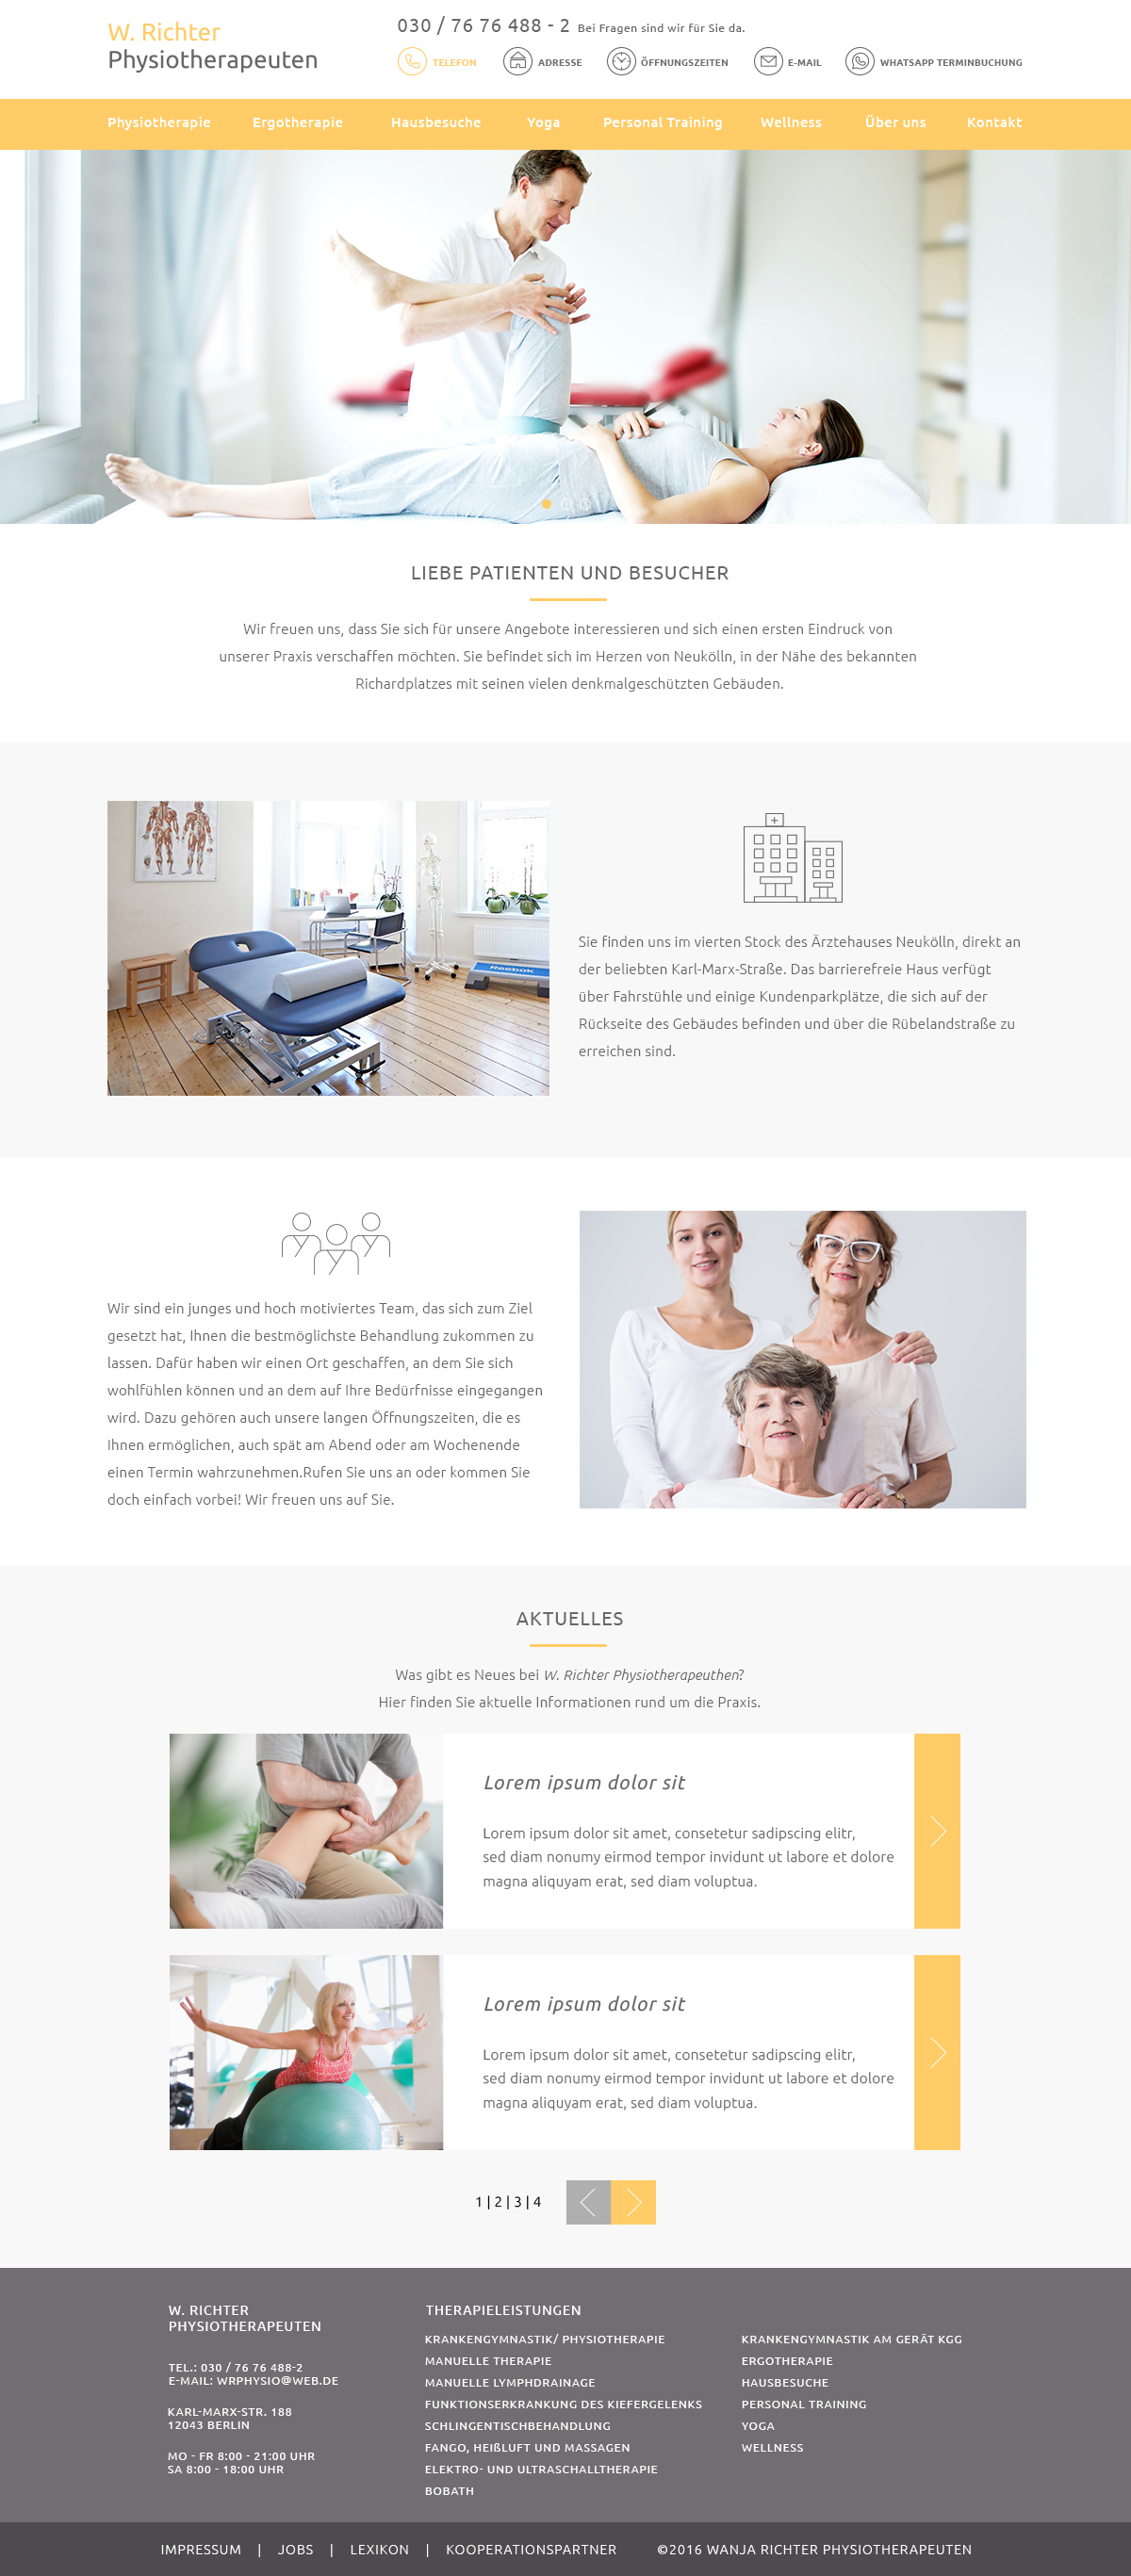 W. Richter
Physiotherapeuten
030 / 76 76 488 - 2 Bei Fragen sind wir für Sie da.
TELEFON ADRESSE ÖFFNUNGSZEITEN E-MAIL WHATSAPP TERMINBUCHUNG
Physiotherapie Ergotherapie Hausbesuche Yoga Personal Training Wellness Über uns Kontakt
LIEBE PATIENTEN UND BESUCHER
Wir freuen uns, dass Sie sich für unsere Angebote interessieren und sich einen ersten Eindruck von
unserer Praxis verschaffen möchten. Sie befindet sich im Herzen von Neukölln, in der Nähe des bekannten
Richardplatzes mit seinen vielen denkmalgeschützten Gebäuden.
Reebok
Sie finden uns im vierten Stock des Ärztehauses Neukölln, direkt an
der beliebten Karl-Marx-Straße. Das barrierefreie Haus verfügt
über Fahrstühle und einige Kundenparkplätze, die sich auf der
Rückseite des Gebäudes befinden und über die Rübelandstraße zu
erreichen sind.
Wir sind ein junges und hoch motiviertes Team, das sich zum Ziel
gesetzt hat, Ihnen die bestmöglichste Behandlung zukommen zu
lassen. Dafür haben wir einen Ort geschaffen, an dem Sie sich
wohlfühlen können und an dem auf Ihre Bedürfnisse eingegangen
wird. Dazu gehören auch unsere langen Öffnungszeiten, die es
Ihnen ermöglichen, auch spät am Abend oder am Wochenende
einen Termin wahrzunehmen.Rufen Sie uns an oder kommen Sie
doch einfach vorbei! Wir freuen uns auf Sie.
AKTUELLES
Was gibt es Neues bei W. Richter Physiotherapeuthen?
Hier finden Sie aktuelle Informationen rund um die Praxis.
Lorem ipsum dolor sit
Lorem ipsum dolor sit amet, consetetur sadipscing elitr,
sed diam nonumy eirmod tempor invidunt ut labore et dolore
magna aliquyam erat, sed diam voluptua.
Lorem ipsum dolor sit
Lorem ipsum dolor sit amet, consetetur sadipscing elitr,
sed diam nonumy eirmod tempor invidunt ut labore et dolore
magna aliquyam erat, sed diam voluptua.
1 | 2 | 3 | 4
W. RICHTER
PHYSIOTHERAPEUTEN
TEL.: 030 / 76 76 488-2
E-MAIL: WRPHYSIO@WEB.DE
KARL-MARX-STR. 188
12043 BERLIN
MO - FR 8:00 - 21:00 UHR
SA 8:00 - 18:00 UHR
THERAPIELEISTUNGEN
KRANKENGYMNASTIK/ PHYSIOTHERAPIE
MANUELLE THERAPIE
MANUELLE LYMPHDRAINAGE
FUNKTIONSERKRANKUNG DES KIEFERGELENKS
SCHLINGENTISCHBEHANDLUNG
FANGO, HEIßLUFT UND MASSAGEN
ELEKTRO- UND ULTRASCHALLTHERAPIE
BOBATH
KRANKENGYMNASTIK AM GERÄT KGG
ERGOTHERAPIE
HAUSBESUCHE
PERSONAL TRAINING
YOGA
WELLNESS
IMPRESSUM | JOBS | LEXIKON | KOOPERATIONSPARTNER ©2016 WANJA RICHTER PHYSIOTHERAPEUTEN